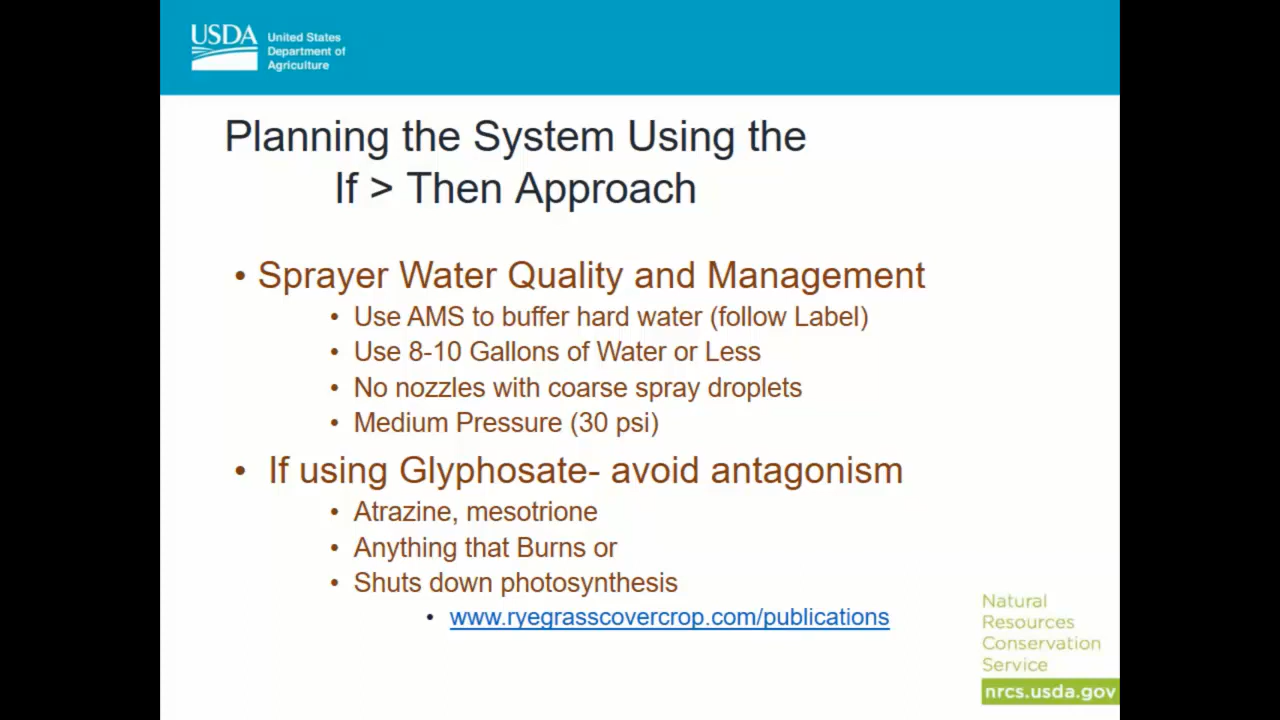 USDA
United States
Department of
Agriculture
Planning the System Using the
If > Then Approach
• Sprayer Water Quality and Management
• Use AMS to buffer hard water (follow Label)
• Use 8-10 Gallons of Water or Less
• No nozzles with coarse spray droplets
• Medium Pressure (30 psi)
• If using Glyphosate- avoid antagonism
• Atrazine, mesotrione
• Anything that Burns or
• Shuts down photosynthesis
• www.ryegrasscovercrop.com/publications
Natural
Resources
Conservation
Service
nrcs.usda.gov